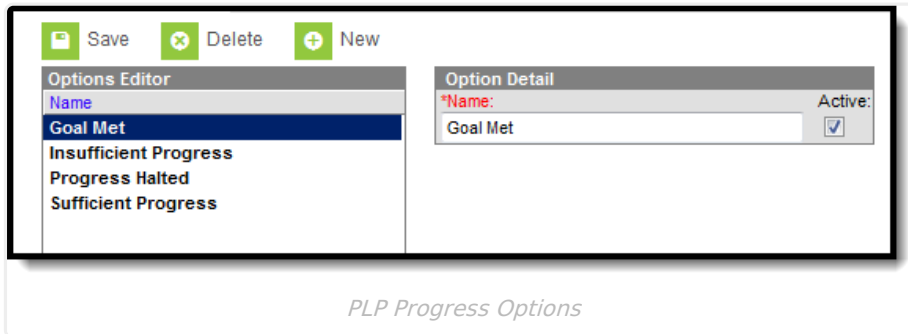 Save Delete New
Options Editor
Name
Goal Met
Insufficient Progress
Progress Halted
Sufficient Progress
Option Detail
*Name: Active:
Goal Met
PLP Progress Options